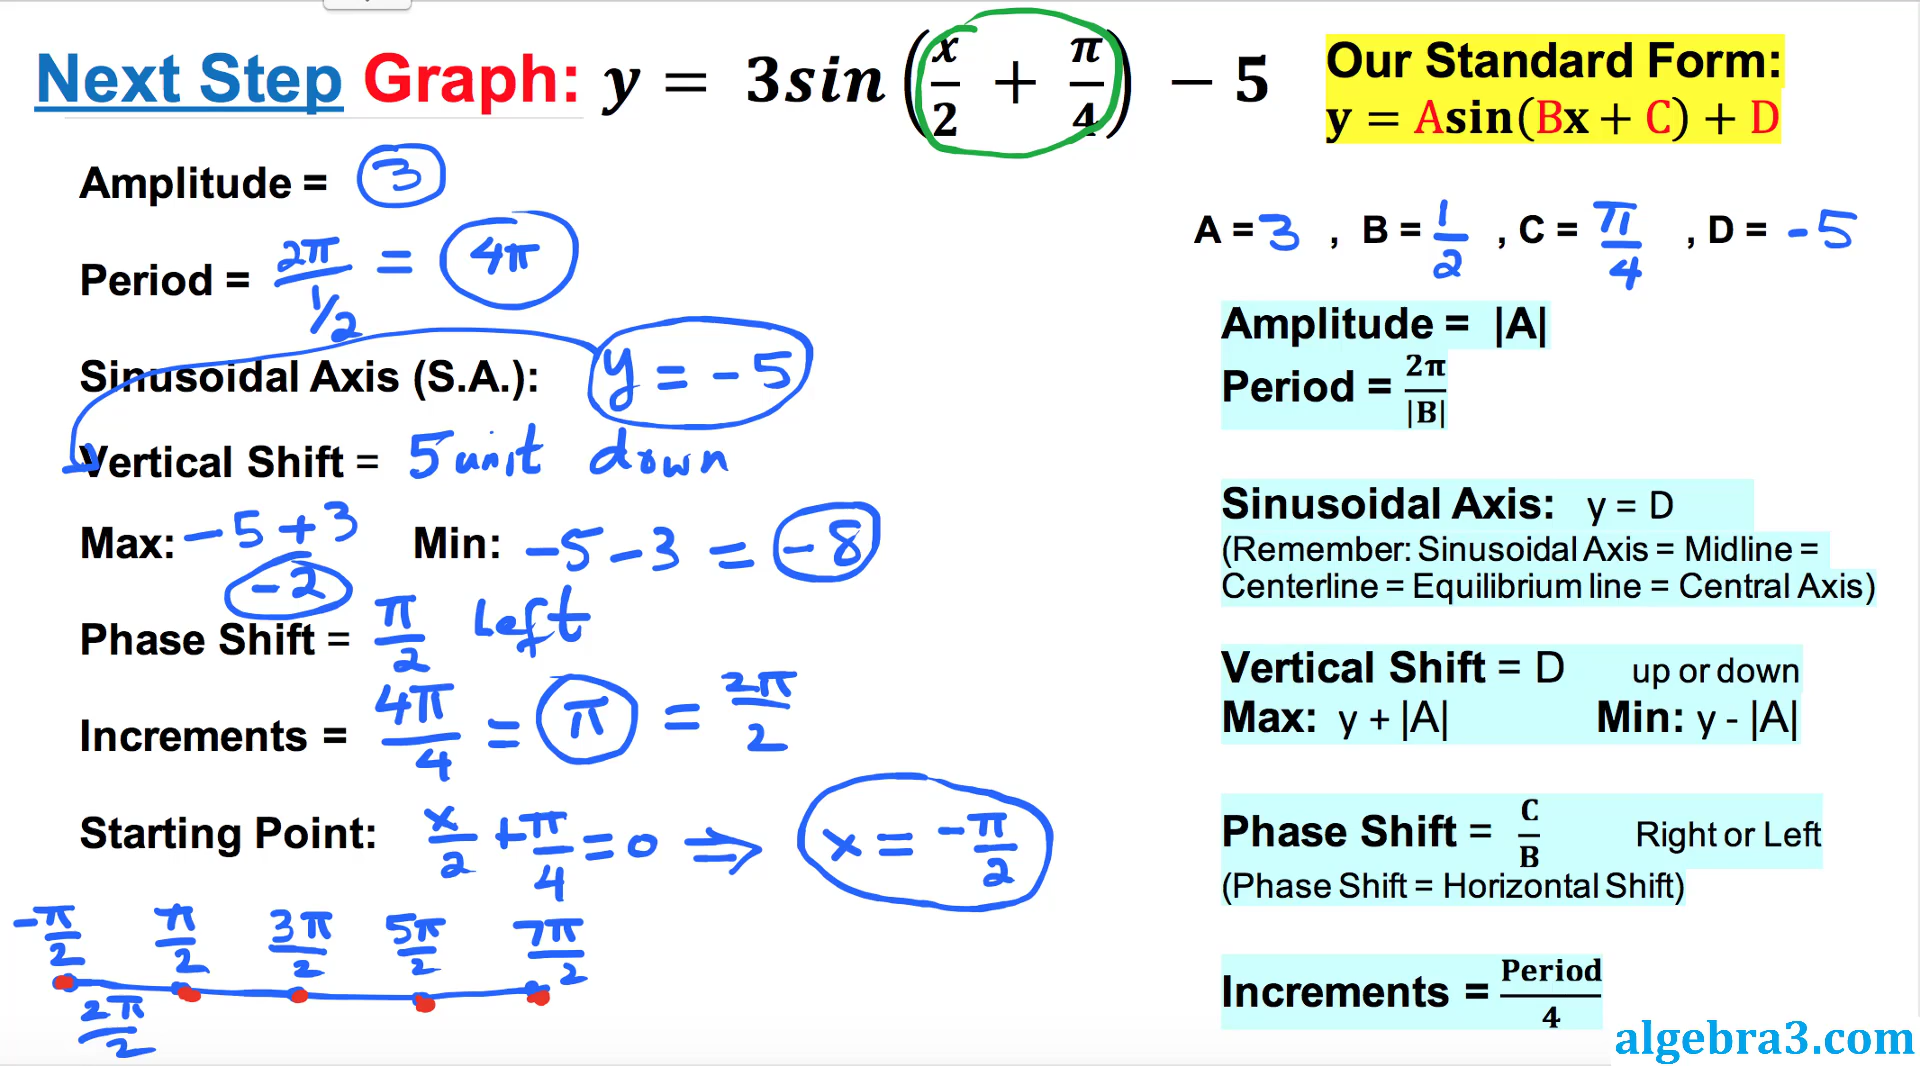 Next Step Graph: y = 3sin(x/2 + π/4) − 5
Our Standard Form:
y = Asin(Bx + C) + D
Amplitude = 3
Period = 2π/(1/2) = 4π
Sinusoidal Axis (S.A.): y = -5
Vertical Shift = 5 unit down
Max: -5+3 Min: -5-3 = -8
-2
Phase Shift = π/2 Left
Increments = 4π/4 = π = 2π/2
Starting Point: x/2 + π/4 = 0 ⇒ x = -π/2
-π/2 π/2 3π/2 5π/2 7π/2
2π/2
A = 3 , B = 1/2 , C = π/4 , D = -5
Amplitude = |A|
Period = 2π/|B|
Sinusoidal Axis: y = D
(Remember: Sinusoidal Axis = Midline =
Centerline = Equilibrium line = Central Axis)
Vertical Shift = D up or down
Max: y + |A| Min: y - |A|
Phase Shift = C/B Right or Left
(Phase Shift = Horizontal Shift)
Increments = Period/4
algebra3.com